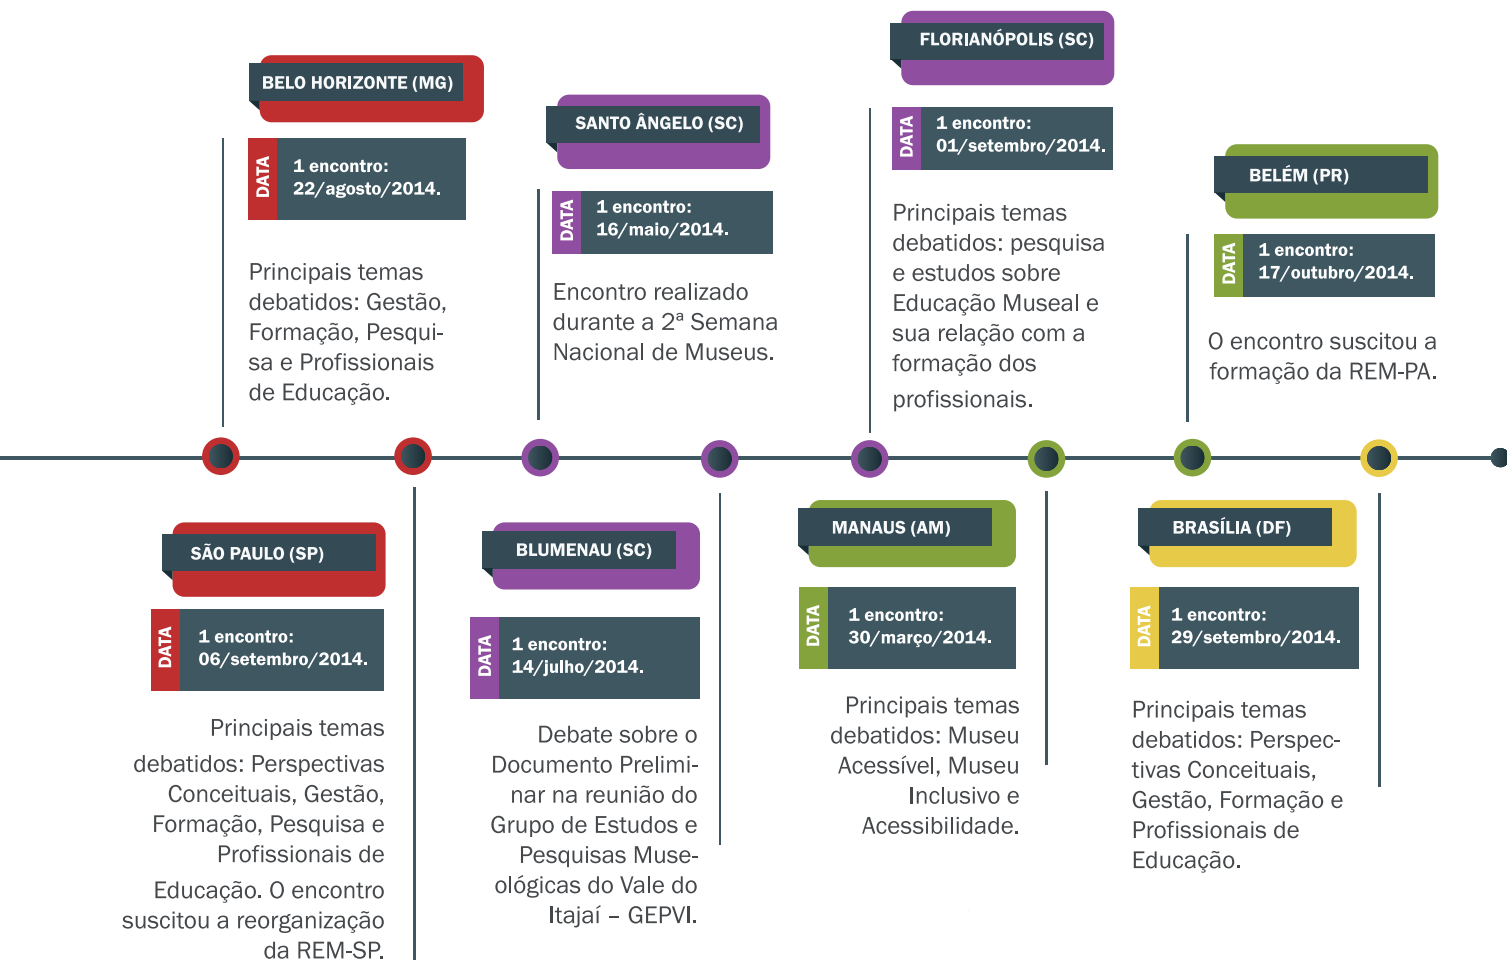 BELO HORIZONTE (MG)
DATA
1 encontro:
22/agosto/2014.
Principais temas
debatidos: Gestão,
Formação, Pesqui-
sa e Profissionais
de Educação.
SANTO ÂNGELO (SC)
DATA
1 encontro:
16/maio/2014.
Encontro realizado
durante a 2ª Semana
Nacional de Museus.
FLORIANÓPOLIS (SC)
DATA
1 encontro:
01/setembro/2014.
Principais temas
debatidos: pesquisa
e estudos sobre
Educação Museal e
sua relação com a
formação dos
profissionais.
BELÉM (PR)
DATA
1 encontro:
17/outubro/2014.
O encontro suscitou a
formação da REM-PA.
SÃO PAULO (SP)
DATA
1 encontro:
06/setembro/2014.
Principais temas
debatidos: Perspectivas
Conceituais, Gestão,
Formação, Pesquisa e
Profissionais de
Educação. O encontro
suscitou a reorganização
da REM-SP.
BLUMENAU (SC)
DATA
1 encontro:
14/julho/2014.
Debate sobre o
Documento Prelimi-
nar na reunião do
Grupo de Estudos e
Pesquisas Muse-
ológicas do Vale do
Itajaí – GEPVI.
MANAUS (AM)
DATA
1 encontro:
30/março/2014.
Principais temas
debatidos: Museu
Acessível, Museu
Inclusivo e
Acessibilidade.
BRASÍLIA (DF)
DATA
1 encontro:
29/setembro/2014.
Principais temas
debatidos: Perspec-
tivas Conceituais,
Gestão, Formação e
Profissionais de
Educação.